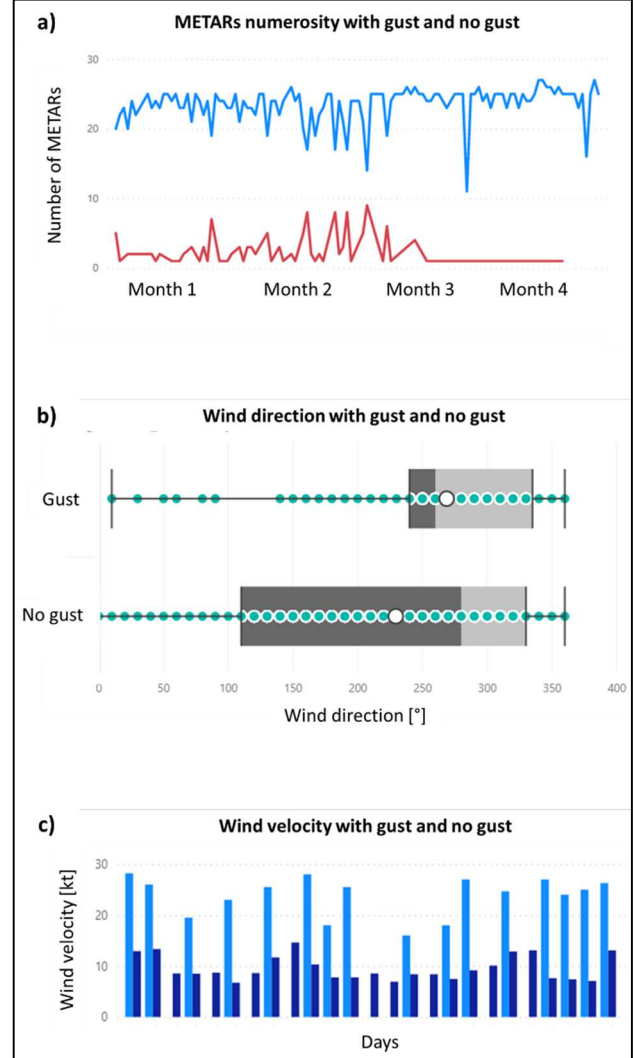 a)
METARs numerosity with gust and no gust
Number of METARs
30
20
10
0
Month 1 Month 2 Month 3 Month 4
b)
Wind direction with gust and no gust
Gust
No gust
0 50 100 150 200 250 300 350 400
Wind direction [°]
c)
Wind velocity with gust and no gust
Wind velocity [kt]
30
20
10
0
Days